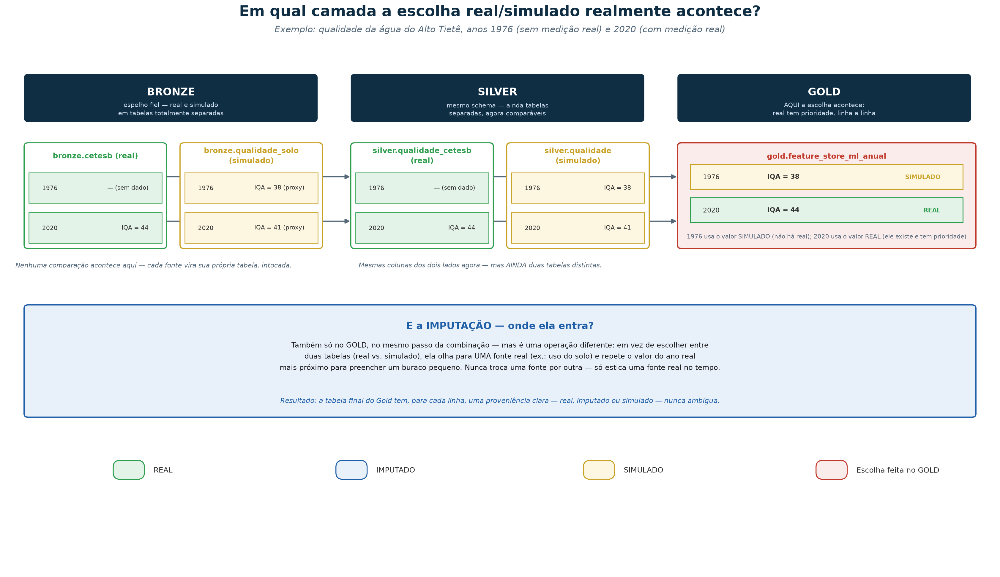 Em qual camada a escolha real/simulado realmente acontece?
Exemplo: qualidade da água do Alto Tietê, anos 1976 (sem medição real) e 2020 (com medição real)
BRONZE
espelho fiel — real e simulado
em tabelas totalmente separadas
SILVER
mesmo schema — ainda tabelas
separadas, agora comparáveis
GOLD
AQUI a escolha acontece:
real tem prioridade, linha a linha
bronze.cetesb (real)
1976 — (sem dado)
2020 IQA = 44
bronze.qualidade_solo
(simulado)
1976 IQA = 38 (proxy)
2020 IQA = 41 (proxy)
silver.qualidade_cetesb
(real)
1976 — (sem dado)
2020 IQA = 44
silver.qualidade
(simulado)
1976 IQA = 38
2020 IQA = 41
gold.feature_store_ml_anual
1976 IQA = 38 SIMULADO
2020 IQA = 44 REAL
1976 usa o valor SIMULADO (não há real); 2020 usa o valor REAL (ele existe e tem prioridade)
Nenhuma comparação acontece aqui — cada fonte vira sua própria tabela, intocada.
Mesmas colunas dos dois lados agora — mas AINDA duas tabelas distintas.
E a IMPUTAÇÃO — onde ela entra?
Também só no GOLD, no mesmo passo da combinação — mas é uma operação diferente: em vez de escolher entre
duas tabelas (real vs. simulado), ela olha para UMA fonte real (ex.: uso do solo) e repete o valor do ano real
mais próximo para preencher um buraco pequeno. Nunca troca uma fonte por outra — só estica uma fonte real no tempo.
Resultado: a tabela final do Gold tem, para cada linha, uma proveniência clara — real, imputado ou simulado — nunca ambígua.
REAL
IMPUTADO
SIMULADO
Escolha feita no GOLD